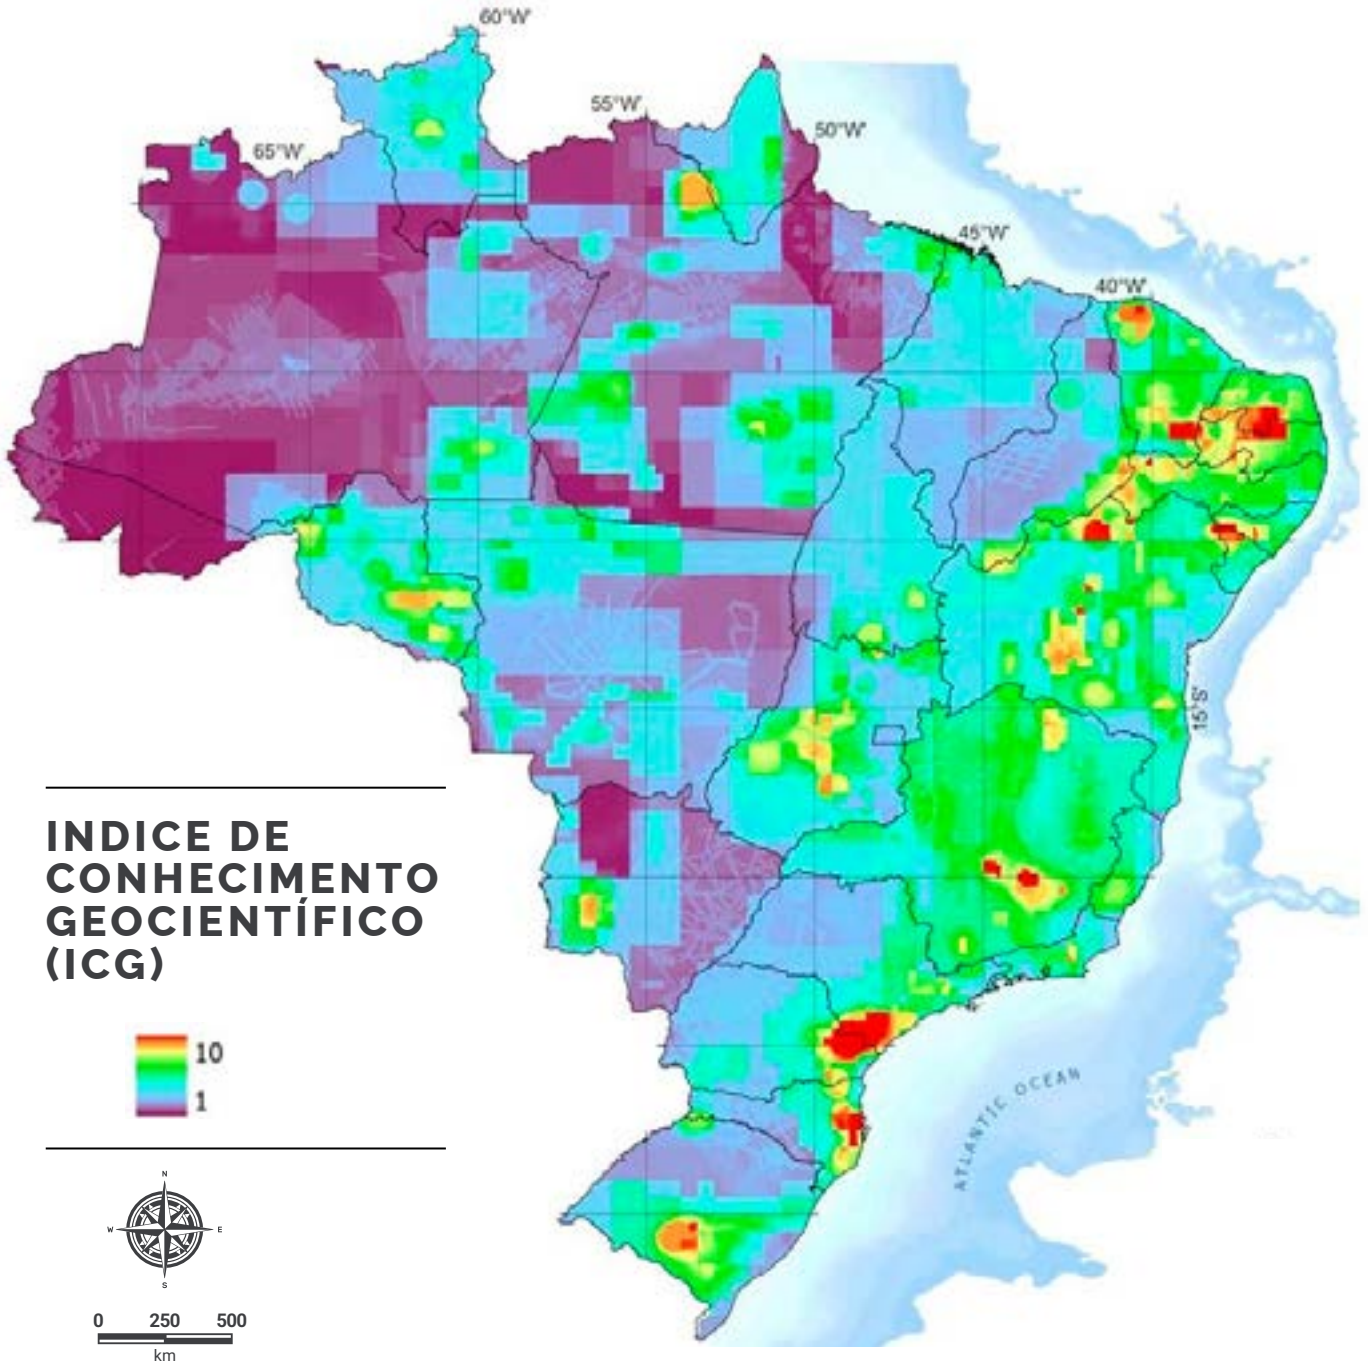 60°W'
55°W'
50°W'
65°W'
45°W'
40°W'
15°S'
INDICE DE
CONHECIMENTO
GEOCIENTÍFICO
(ICG)
10
1
ATLANTIC OCEAN
N
W
E
S
0 250 500
km